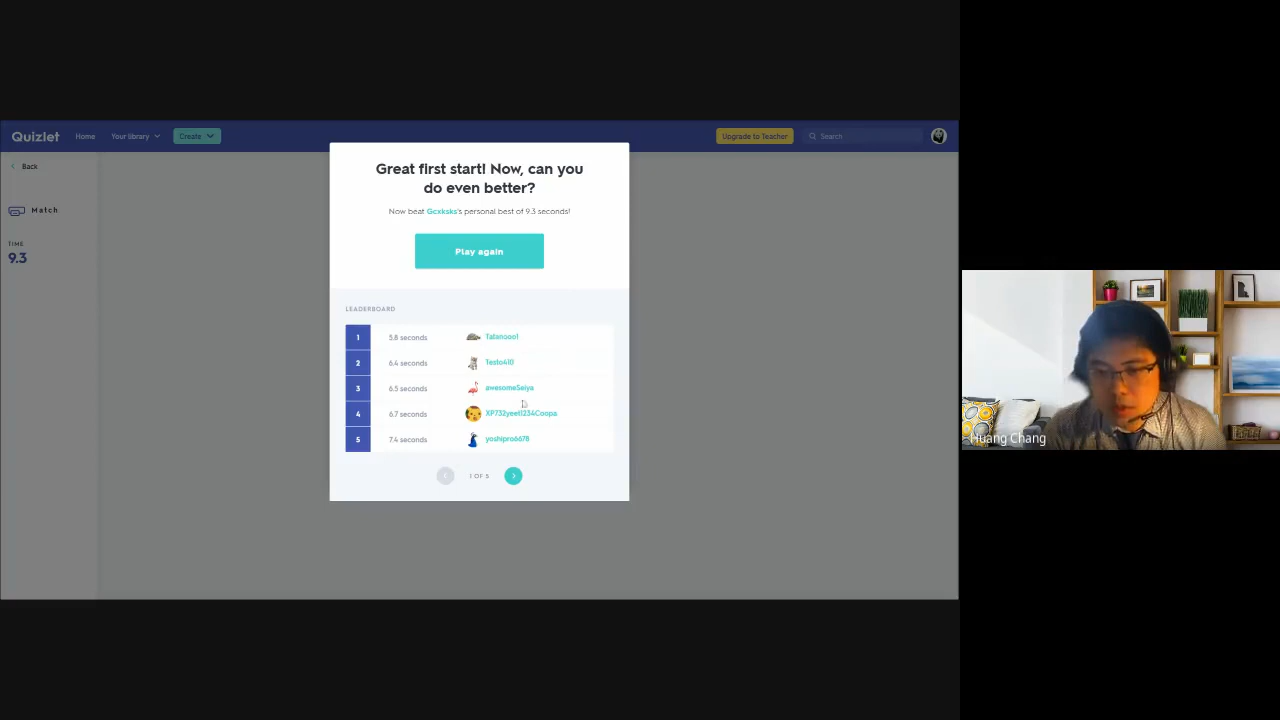 Quizlet
Home
Your library
Create
Upgrade to Teacher
Search
Back
Match
TIME
9.3
Great first start! Now, can you
do even better?
Now beat Gcxksks's personal best of 9.3 seconds!
Play again
LEADERBOARD
1 5.8 seconds
2 6.4 seconds Testo410
3 6.5 seconds awesomeSeiya
4 6.7 seconds
5 7.4 seconds yoshipro6678
1 OF 5
Huang Chang